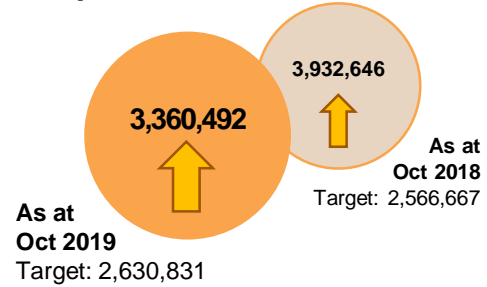 3,932,646
3,360,492
As at
Oct 2018
Target: 2,566,667
As at
Oct 2019
Target: 2,630,831